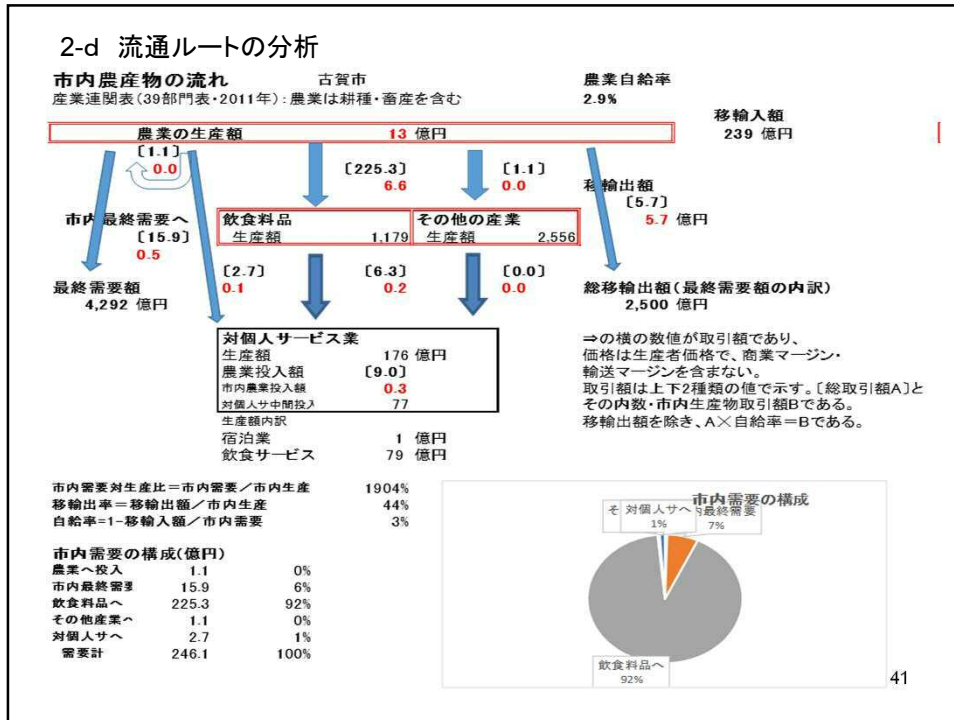 2-d 流通ルートの分析
市内農産物の流れ 古賀市 農業自給率
産業連関表(39部門表・2011年):農業は耕種・畜産を含む 2.9%
移輸入額
農業の生産額 13 億円 239 億円
〔1.1〕
0.0
〔225.3〕 〔1.1〕
6.6 0.0
移輸出額
〔5.7〕
5.7 億円
市内最終需要へ
〔15.9〕
0.5
飲食料品 その他の産業
生産額 1,179 生産額 2,556
〔2.7〕 〔6.3〕 〔0.0〕
0.1 0.2 0.0
最終需要額
4,292 億円
総移輸出額(最終需要額の内訳)
2,500 億円
対個人サービス業
生産額 176 億円
農業投入額 〔9.0〕
市内農業投入額 0.3
対個人サ中間投入 77
生産額内訳
宿泊業 1 億円
飲食サービス 79 億円
⇒の横の数値が取引額であり、
価格は生産者価格で、商業マージン・
輸送マージンを含まない。
取引額は上下2種類の値で示す。〔総取引額A〕と
その内数・市内生産物取引額Bである。
移輸出額を除き、A×自給率=Bである。
市内需要対生産比=市内需要/市内生産 1904%
移輸出率=移輸出額/市内生産 44%
自給率=1-移輸入額/市内需要 3%
市内需要の構成(億円)
農業へ投入 1.1 0%
市内最終需要 15.9 6%
飲食料品へ 225.3 92%
その他産業へ 1.1 0%
対個人サへ 2.7 1%
需要計 246.1 100%
市内需要の構成
そ 対個人サへ 内最終需要
1% 7%
飲食料品へ
92%
41